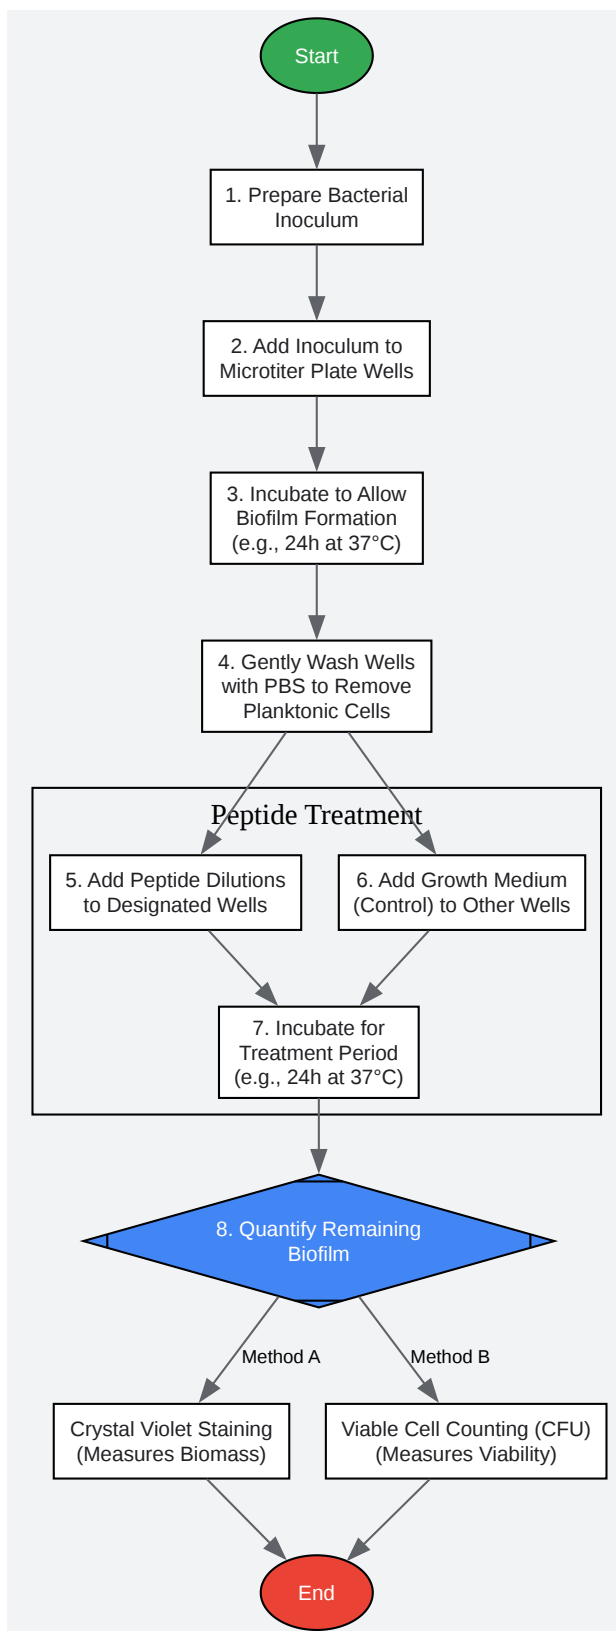 Start
1. Prepare Bacterial
Inoculum
2. Add Inoculum to
Microtiter Plate Wells
3. Incubate to Allow
Biofilm Formation
(e.g., 24h at 37°C)
4. Gently Wash Wells
with PBS to Remove
Planktonic Cells
Peptide Treatment
5. Add Peptide Dilutions
to Designated Wells
6. Add Growth Medium
(Control) to Other Wells
7. Incubate for
Treatment Period
(e.g., 24h at 37°C)
8. Quantify Remaining
Biofilm
Method A
Method B
Crystal Violet Staining
(Measures Biomass)
Viable Cell Counting (CFU)
(Measures Viability)
End